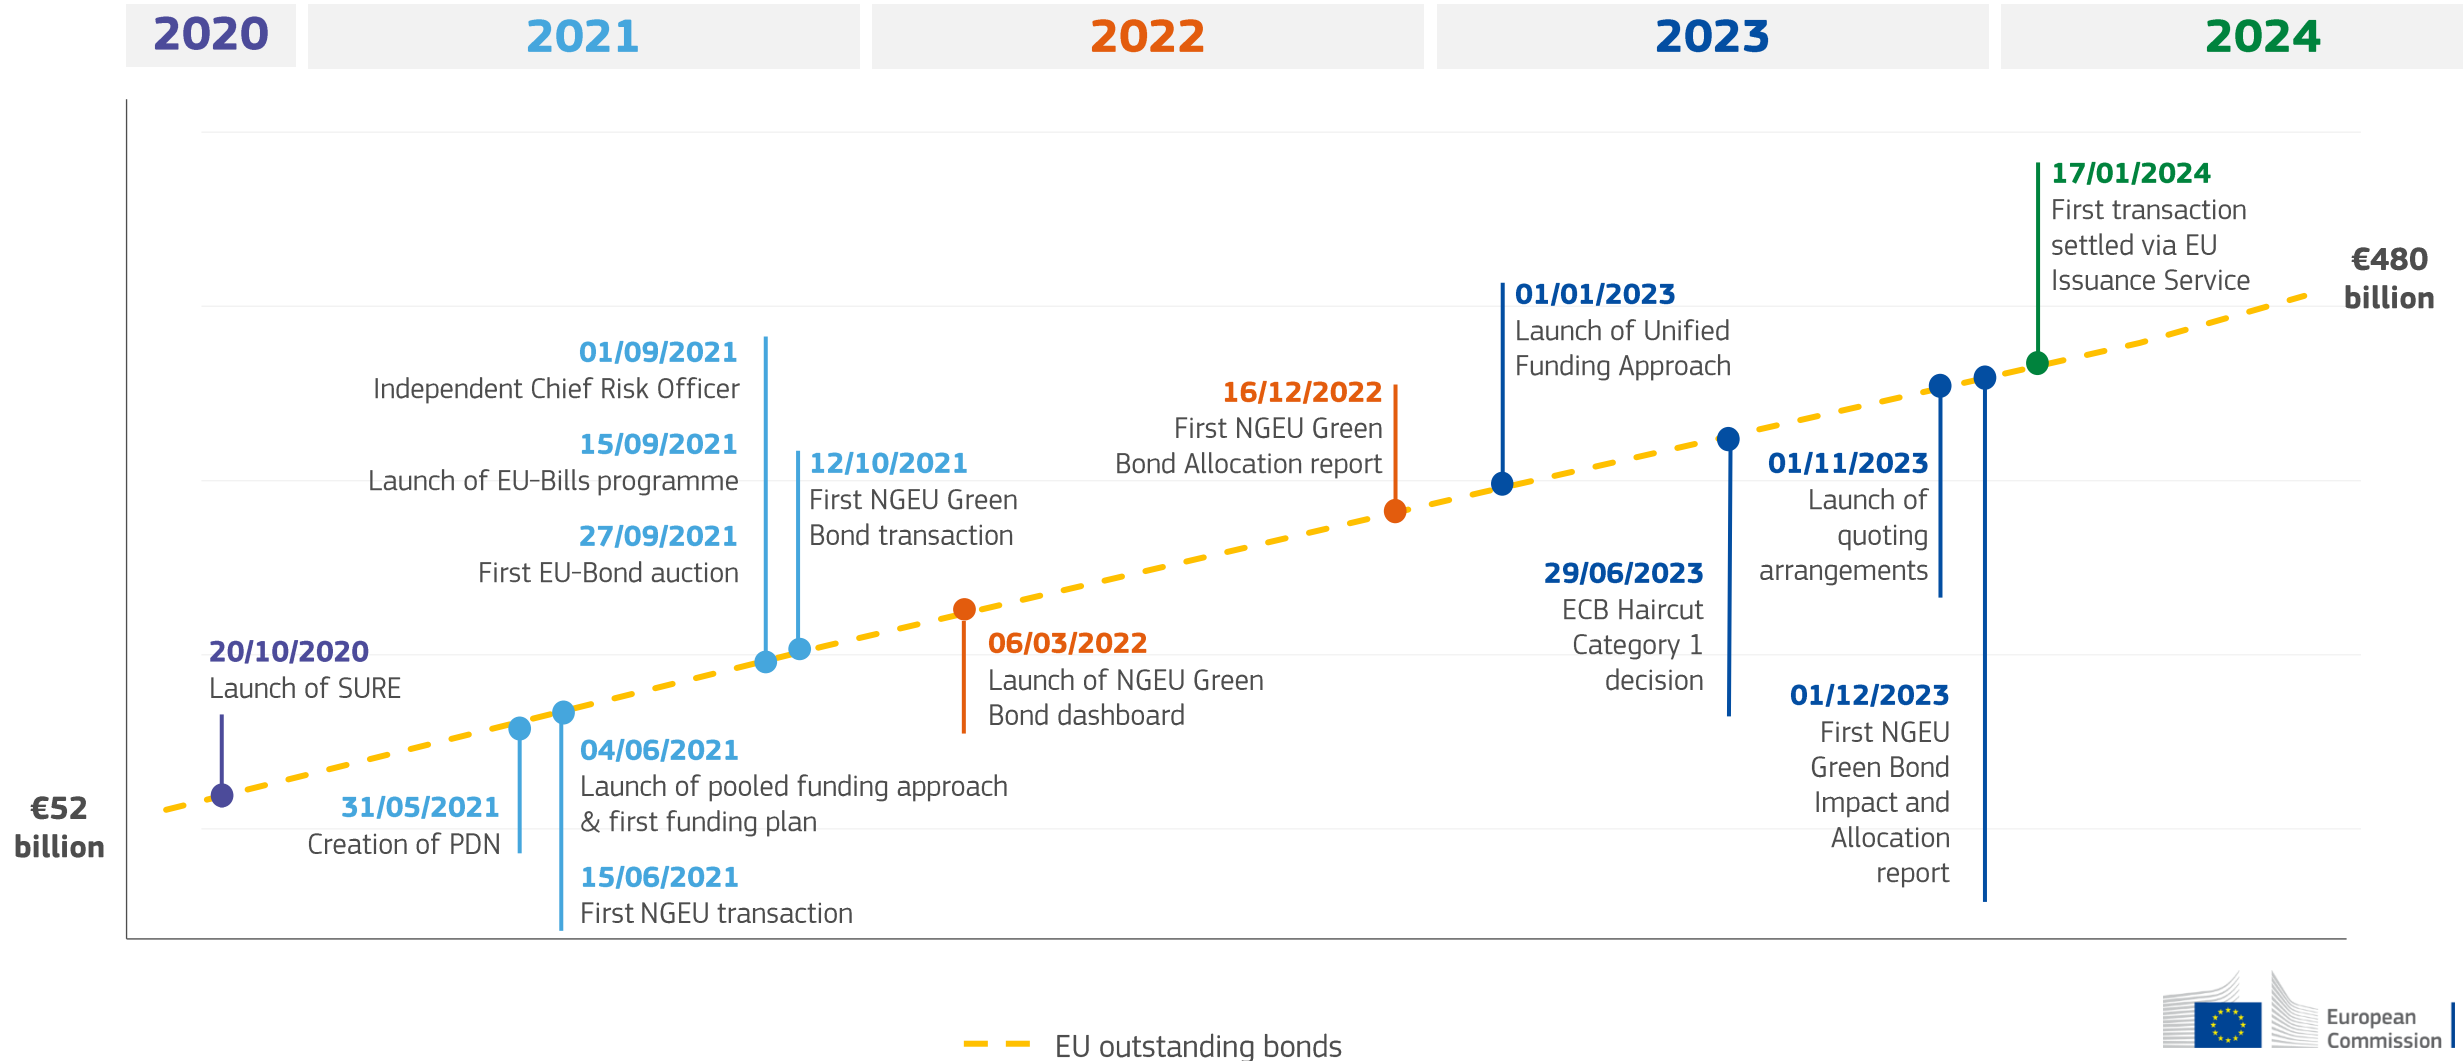 2020
2021
2022
2023
2024
€52
billion
20/10/2020
Launch of SURE
31/05/2021
Creation of PDN
04/06/2021
Launch of pooled funding approach
& first funding plan
15/06/2021
First NGEU transaction
01/09/2021
Independent Chief Risk Officer
15/09/2021
Launch of EU-Bills programme
27/09/2021
First EU-Bond auction
12/10/2021
First NGEU Green
Bond transaction
06/03/2022
Launch of NGEU Green
Bond dashboard
16/12/2022
First NGEU Green
Bond Allocation report
01/01/2023
Launch of Unified
Funding Approach
29/06/2023
ECB Haircut
Category 1
decision
01/11/2023
Launch of
quoting
arrangements
01/12/2023
First NGEU
Green Bond
Impact and
Allocation
report
17/01/2024
First transaction
settled via EU
Issuance Service
€480
billion
EU outstanding bonds
European
Commission